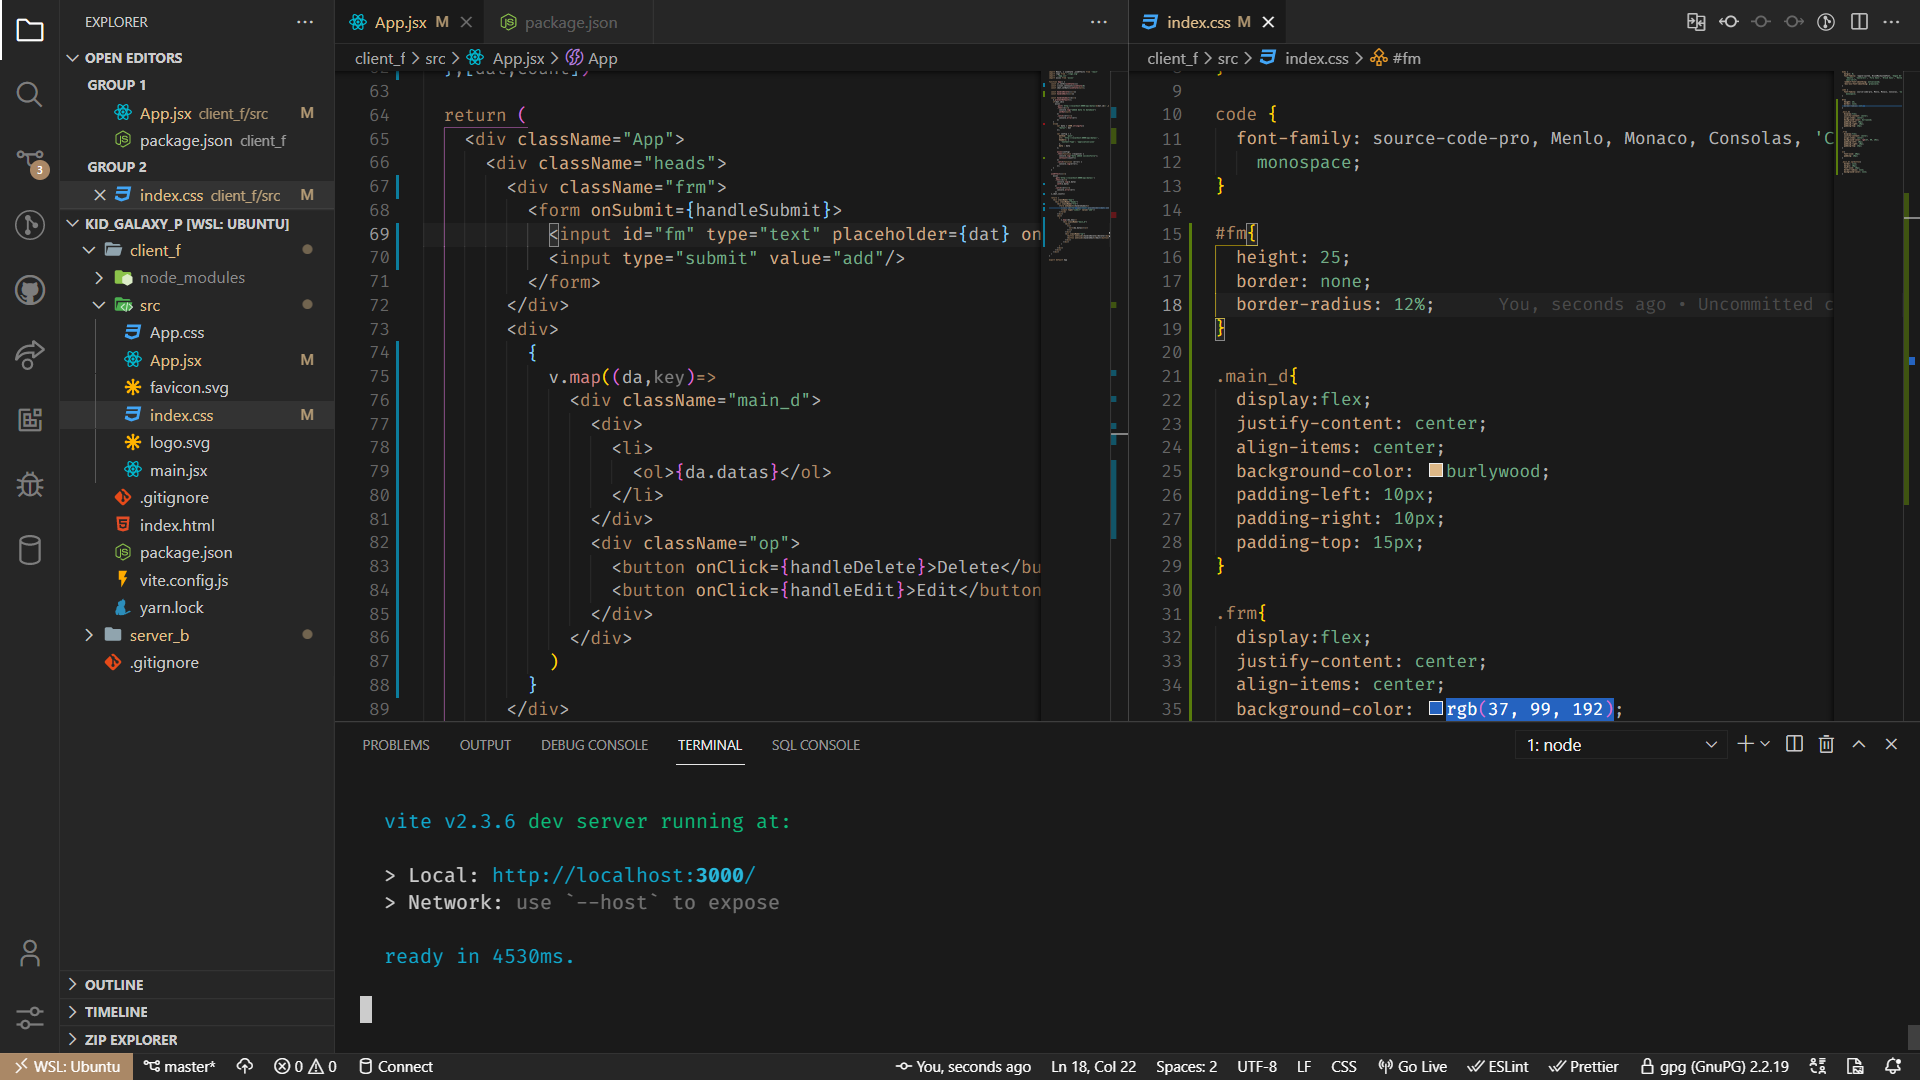 EXPLORER
OPEN EDITORS
GROUP 1
App.jsx client_f/src M
package.json client_f
GROUP 2
index.css client_f/src M
KID_GALAXY_P [WSL: UBUNTU]
client_f
node_modules
src
App.css
App.jsx M
favicon.svg
index.css M
logo.svg
main.jsx
.gitignore
index.html
package.json
vite.config.js
yarn.lock
server_b
.gitignore
OUTLINE
TIMELINE
ZIP EXPLORER
3
App.jsx M
package.json
client_f > src > App.jsx > App
63
64 return (
65 <div className="App">
66 <div className="heads">
67 <div className="frm">
68 <form onSubmit={handleSubmit}>
69 <input id="fm" type="text" placeholder={dat} on
70 <input type="submit" value="add"/>
71 </form>
72 </div>
73 <div>
74 {
75 v.map((da,key)=>
76 <div className="main_d">
77 <div>
78 <li>
79 <ol>{da.datas}</ol>
80 </li>
81 </div>
82 <div className="op">
83 <button onClick={handleDelete}>Delete</bu
84 <button onClick={handleEdit}>Edit</button
85 </div>
86 </div>
87 )
88 }
89 </div>
index.css M
client_f > src > index.css > #fm
9
10 code {
11 font-family: source-code-pro, Menlo, Monaco, Consolas, 'C
12 monospace;
13 }
14
15 #fm{
16 height: 25;
17 border: none;
18 border-radius: 12%; You, seconds ago • Uncommitted c
19 }
20
21 .main_d{
22 display:flex;
23 justify-content: center;
24 align-items: center;
25 background-color: burlywood;
26 padding-left: 10px;
27 padding-right: 10px;
28 padding-top: 15px;
29 }
30
31 .frm{
32 display:flex;
33 justify-content: center;
34 align-items: center;
35 background-color: rgb(37, 99, 192);
PROBLEMS OUTPUT DEBUG CONSOLE TERMINAL SQL CONSOLE
1: node
vite v2.3.6 dev server running at:
> Local: http://localhost:3000/
> Network: use `--host` to expose
ready in 4530ms.
WSL: Ubuntu master* 0 0 Connect You, seconds ago Ln 18, Col 22 Spaces: 2 UTF-8 LF CSS Go Live ESLint Prettier gpg (GnuPG) 2.2.19